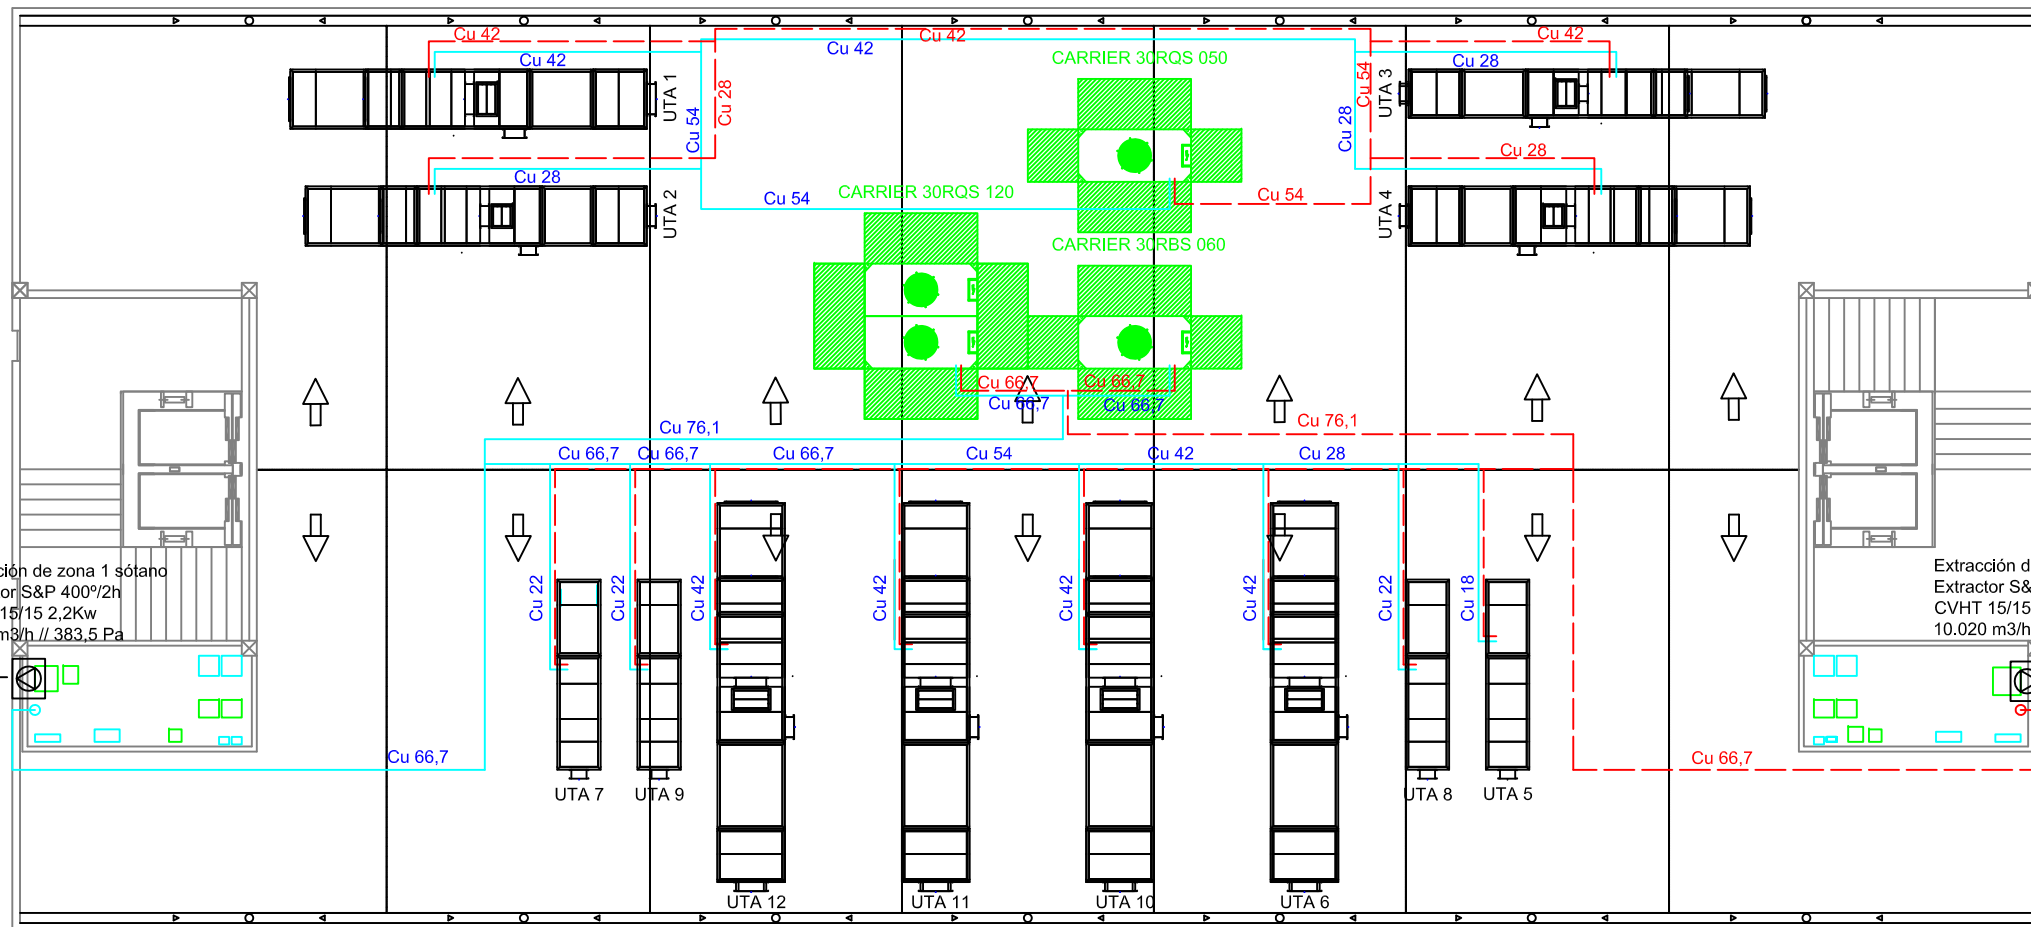 Cu 42
Cu 42
Cu 42
Cu 42
Cu 42
Cu 28
CARRIER 30RQS 050
UTA 1
Cu 28
Cu 54
Cu 54
UTA 3
Cu 28
Cu 28
Cu 28
CARRIER 30RQS 120
Cu 54
Cu 54
UTA 2
UTA 4
CARRIER 30RBS 060
Cu 66,7
Cu 66,7
Cu 66,7
Cu 66,7
Cu 76,1
Cu 76,1
Cu 66,7
Cu 66,7
Cu 66,7
Cu 54
Cu 42
Cu 28
ción de zona 1 sótano
or S&P 400º/2h
15/15 2,2Kw
m3/h // 383,5 Pa
Cu 22
Cu 22
Cu 42
Cu 42
Cu 42
Cu 42
Cu 22
Cu 18
Extracción d
Extractor S&
CVHT 15/15
10.020 m3/h
Cu 66,7
Cu 66,7
UTA 7
UTA 9
UTA 8
UTA 5
UTA 12
UTA 11
UTA 10
UTA 6